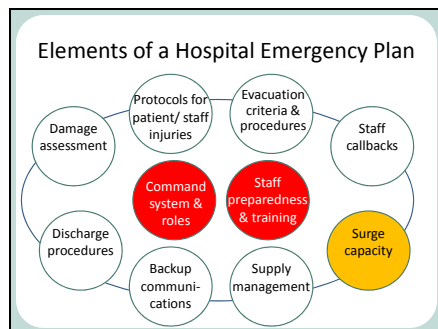 Elements of a Hospital Emergency Plan
Protocols for
patient/ staff
injuries
Evacuation
criteria &
procedures
Damage
assessment
Staff
callbacks
Command
system &
roles
Staff
preparedness
& training
Discharge
procedures
Surge
capacity
Backup
communi-
cations
Supply
management